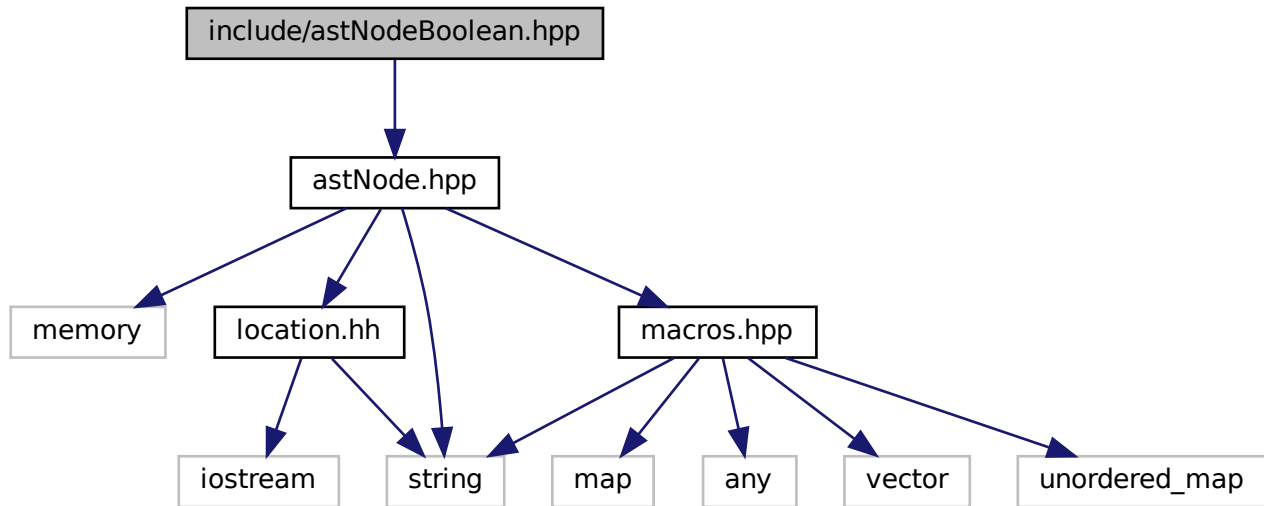 include/astNodeBoolean.hpp
astNode.hpp
memory
location.hh
macros.hpp
iostream
string
map
any
vector
unordered_map